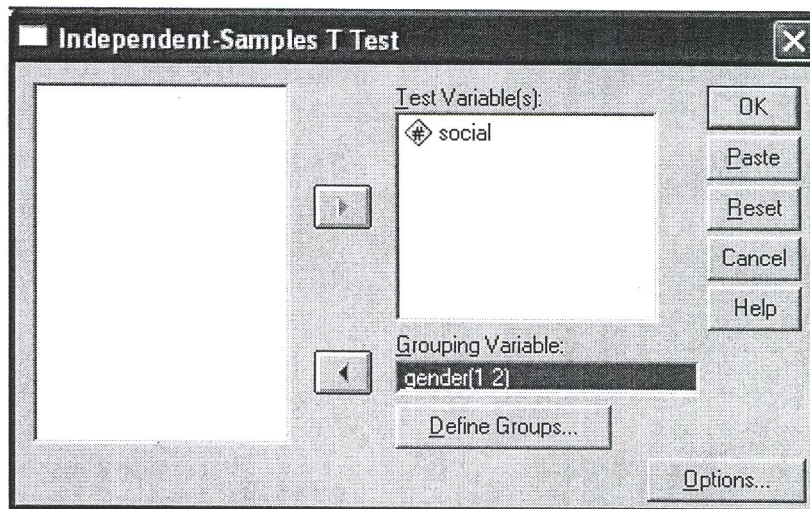 Independent-Samples T Test
Test Variable(s):
# social
OK
Paste
Reset
Cancel
Help
Grouping Variable:
gender(1 2)
Define Groups...
Options...